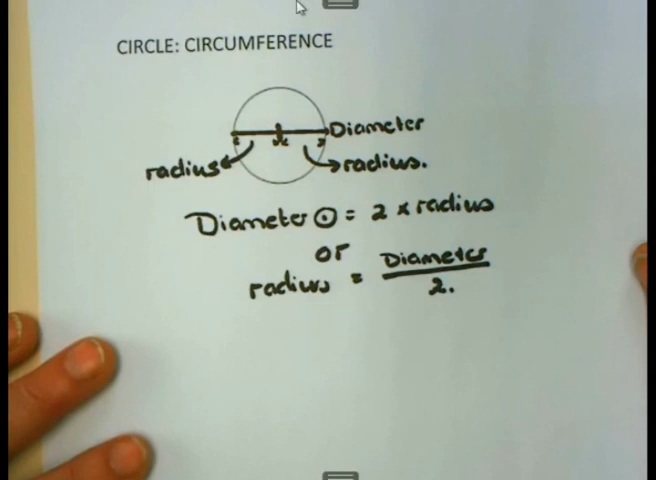 CIRCLE: CIRCUMFERENCE
Diameter
radius
radius.
Diameter ⊙ = 2 × radius
or
radius = Diameter
2.